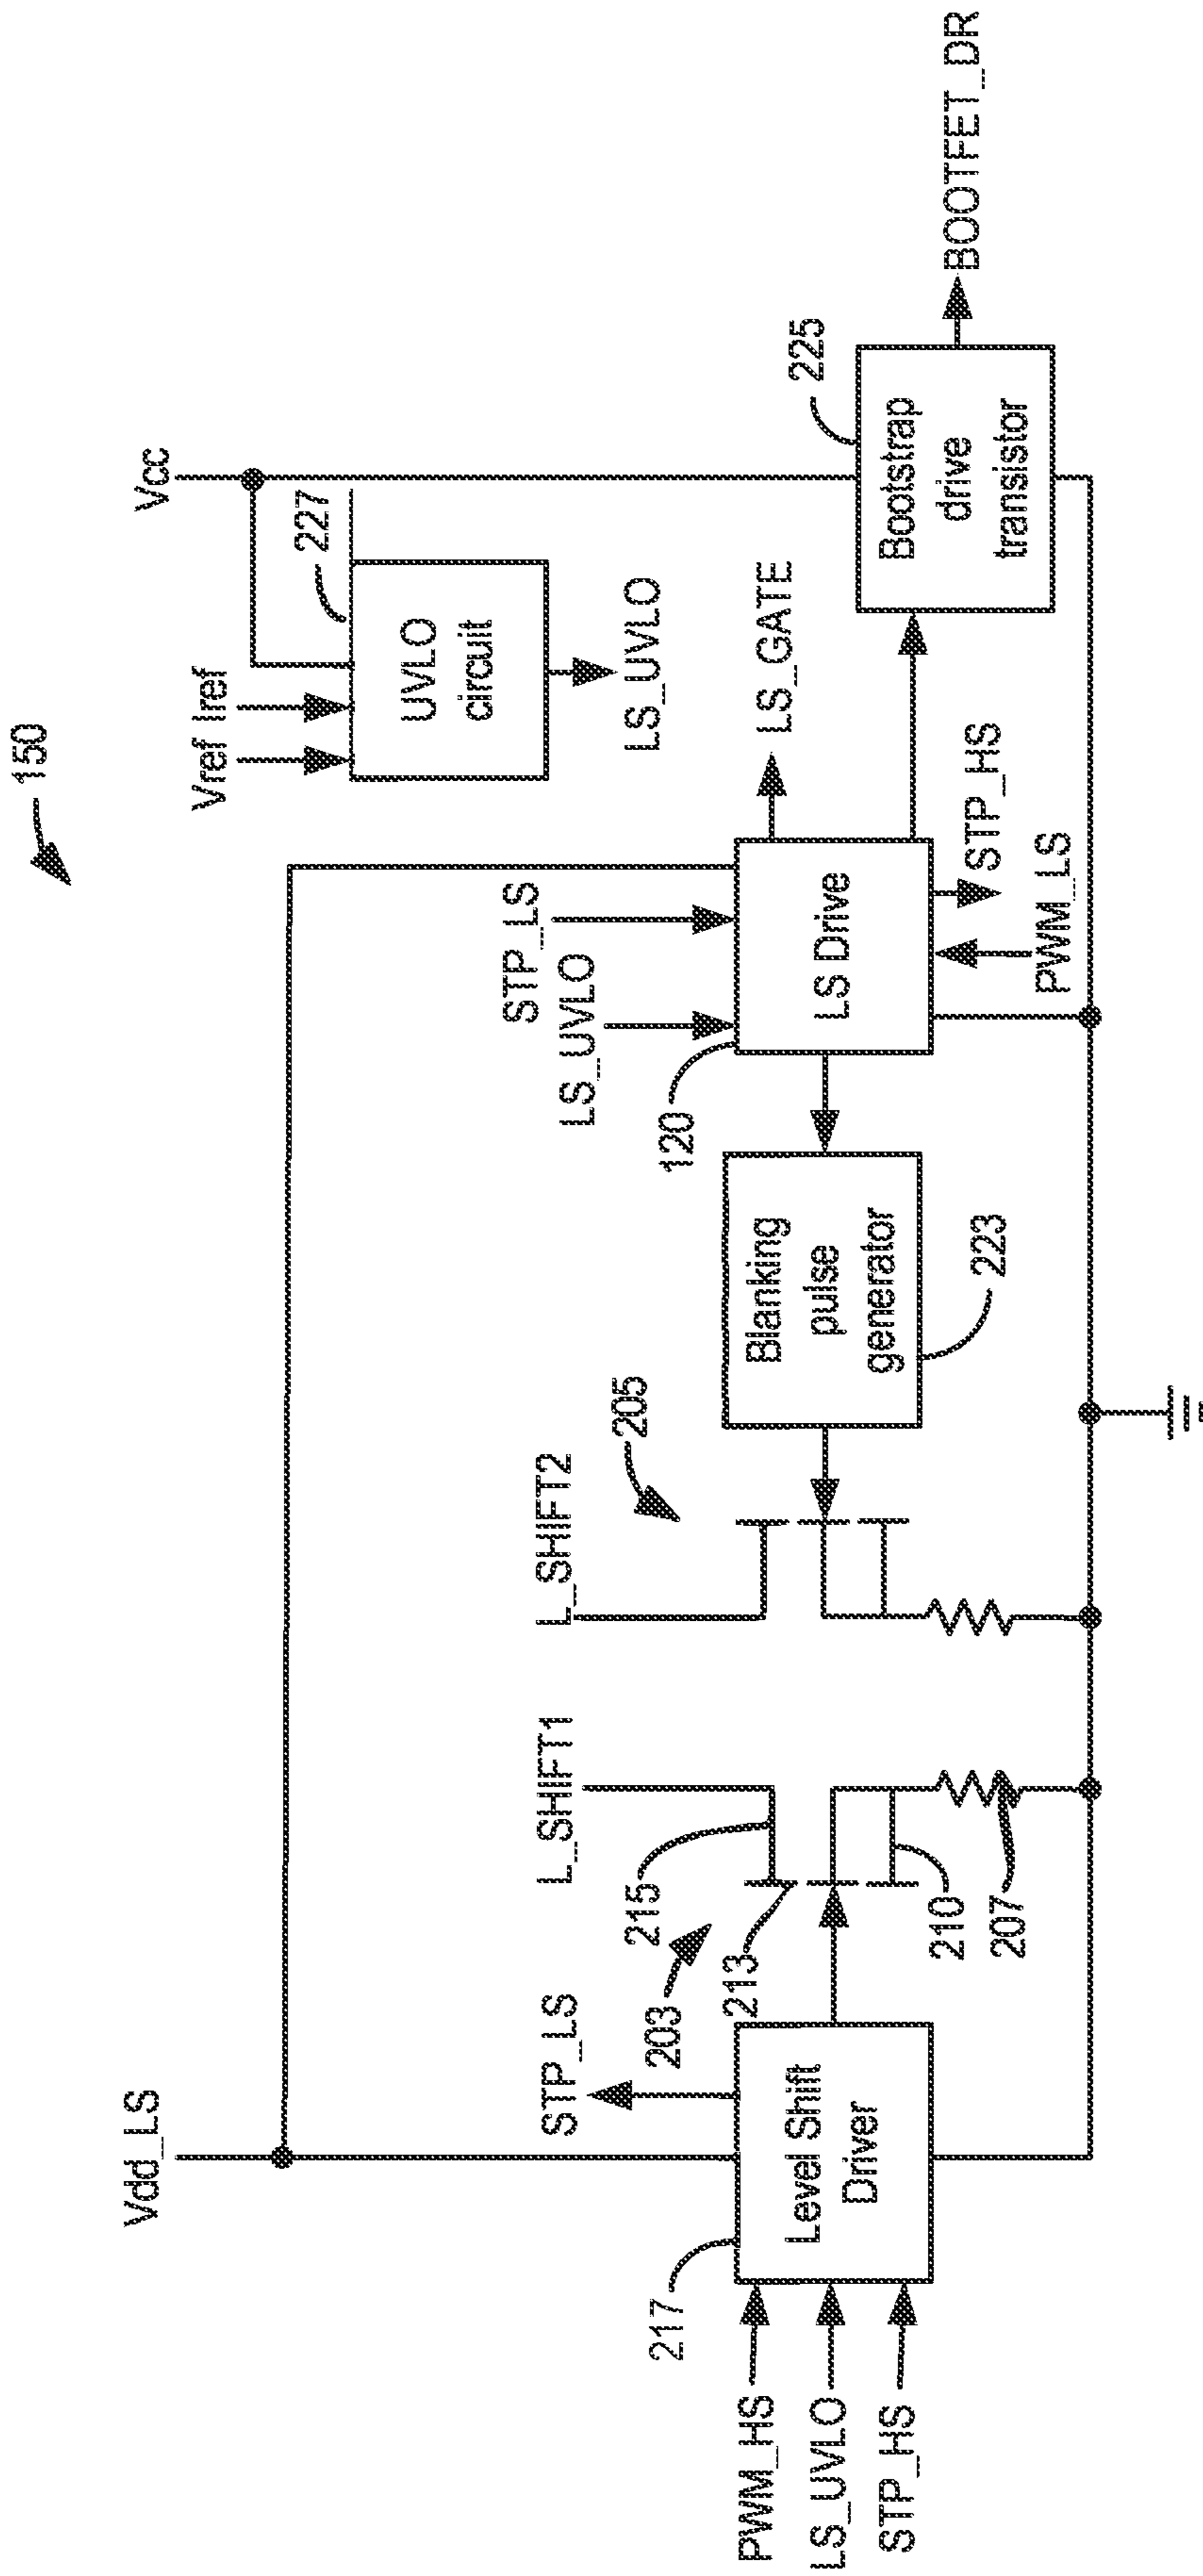 150
Vdd_LS
Vcc
Vref Iref
227
UVLO
circuit
LS_UVLO
STP_LS
LS_UVLO
L_SHIFT1
L_SHIFT2
STP_LS
203
215
213
205
120
LS_GATE
225
217
PWM_HS
LS_UVLO
STP_HS
Level Shift
Driver
210
207
Blanking
pulse
generator
223
LS Drive
STP_HS
PWM_LS
Bootstrap
drive
transistor
BOOTFET_DR